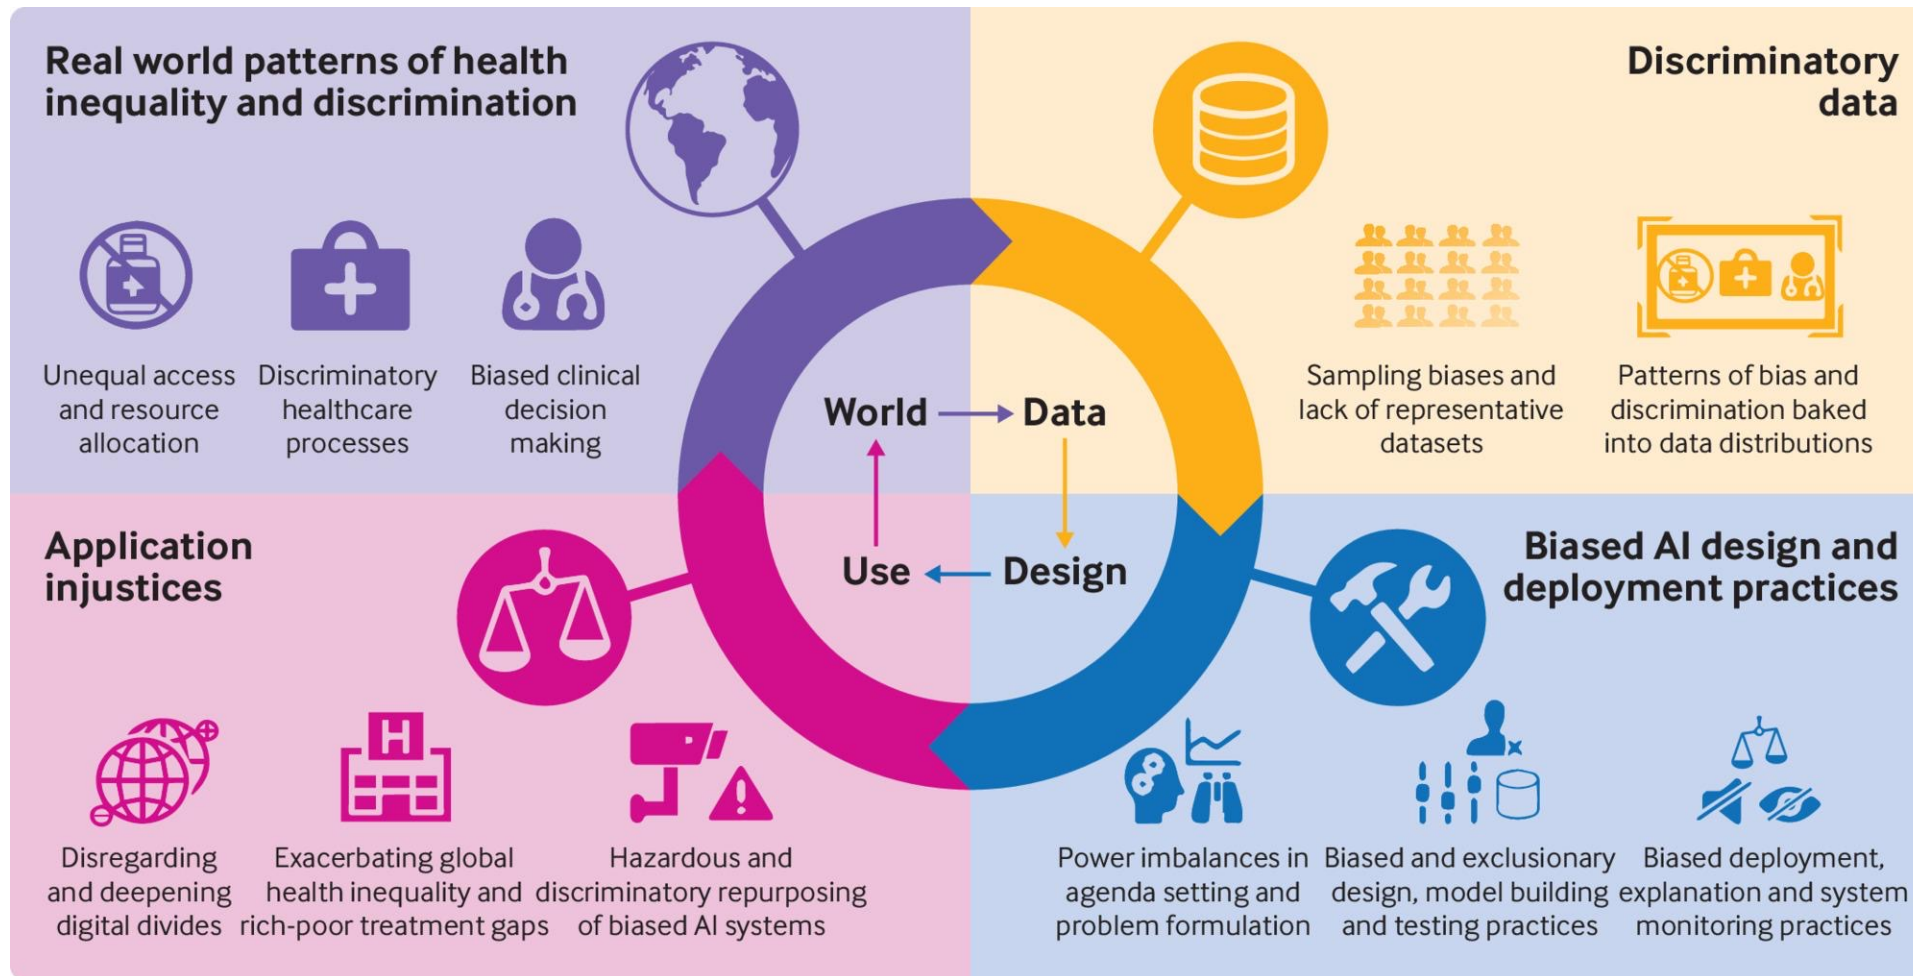 Real world patterns of health
inequality and discrimination
Unequal access
and resource
allocation
Discriminatory
healthcare
processes
Biased clinical
decision
making
Discriminatory
data
Sampling biases and
lack of representative
datasets
Patterns of bias and
discrimination baked
into data distributions
World
Data
Use
Design
Application
injustices
H
Disregarding
and deepening
digital divides
Exacerbating global
health inequality and
rich-poor treatment gaps
Hazardous and
discriminatory repurposing
of biased AI systems
Biased AI design and
deployment practices
Power imbalances in
agenda setting and
problem formulation
Biased and exclusionary
design, model building
and testing practices
Biased deployment,
explanation and system
monitoring practices